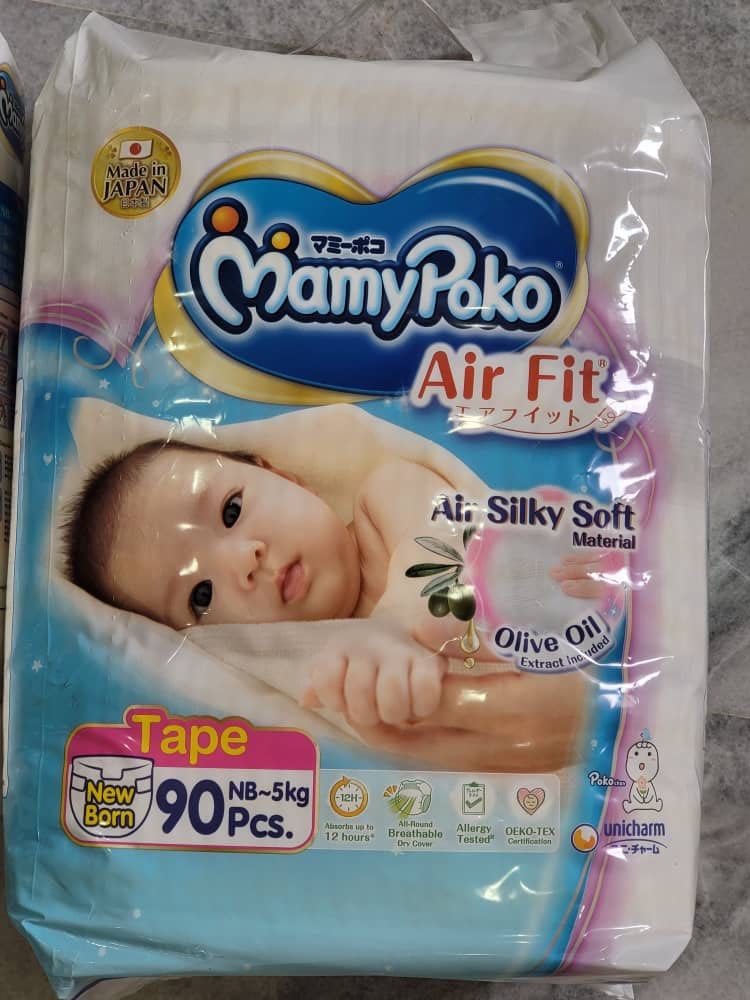 Made in
JAPAN
日本製
マミーポコ
MamyPoko
Air Fit
エアフィット
Air Silky Soft
Material
Olive Oil
Extract Included
Tape
New
Born
90
NB~5kg
Pcs.
12H
Absorbs up to
12 hours*
All-Round
Breathable
Dry Cover
Allergy
Tested*
OEKO-TEX
Certification
Poko chan
unicharm
ユニ・チャーム